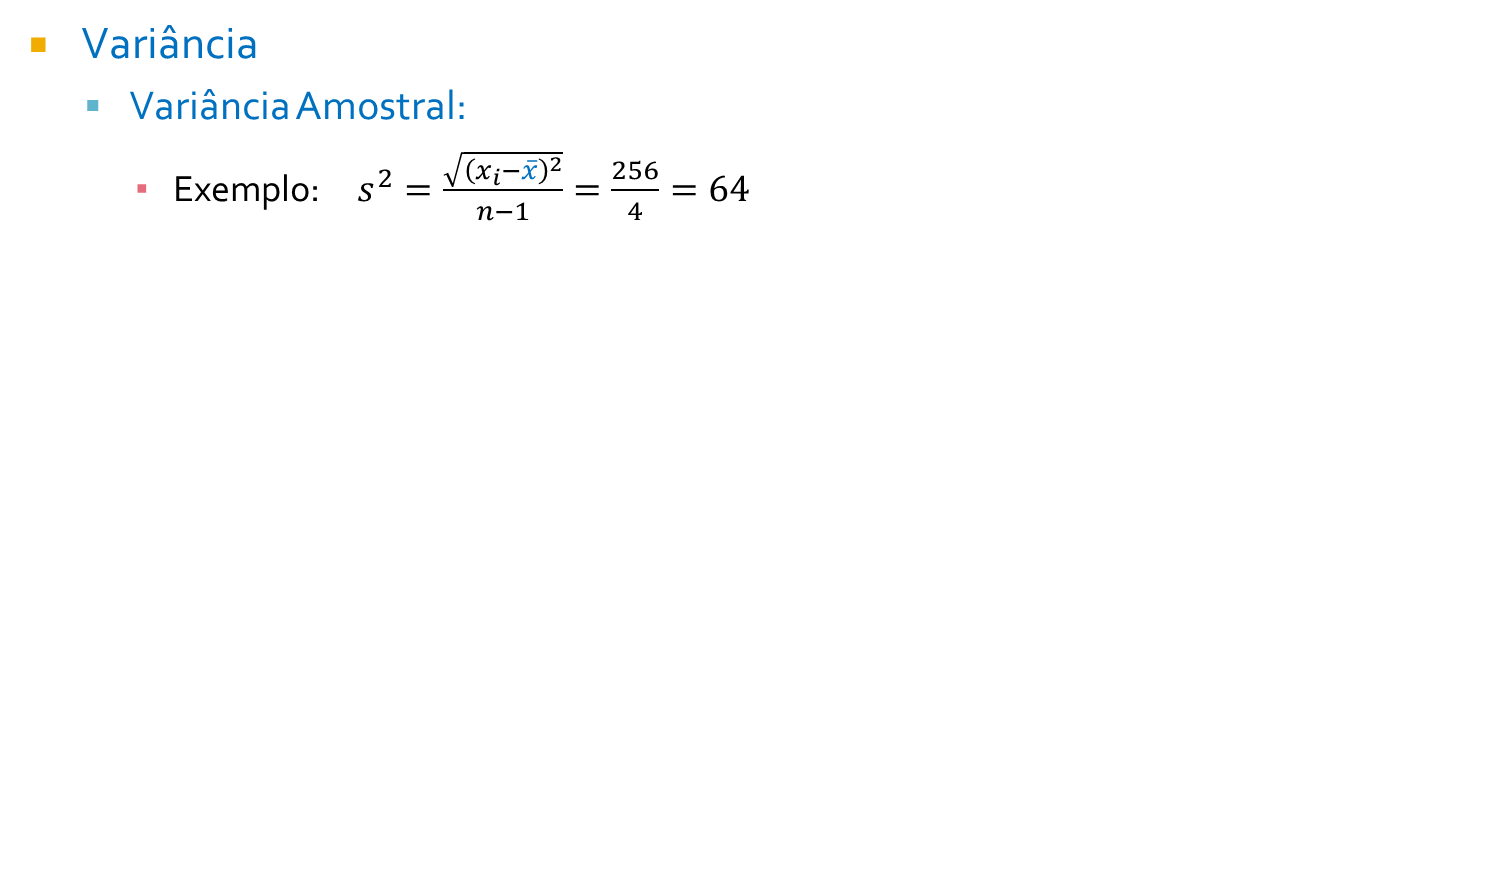 Variância
Variância Amostral:
Exemplo: s² = √(xᵢ−x̄)² / n−1 = 256/4 = 64